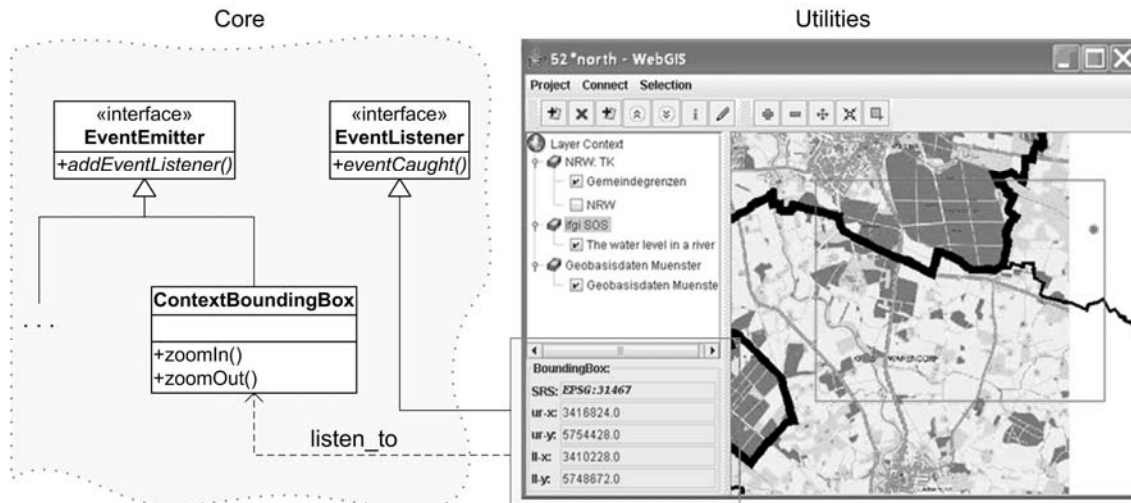 Core
Utilities
«interface»
EventEmitter
+addEventListener()
«interface»
EventListener
+eventCaught()
ContextBoundingBox
+zoomIn()
+zoomOut()
...
listen_to
52°north - WebGIS
Project Connect Selection
Layer Context
NRW: TK
Gemeindegrenzen
NRW
Ifgi SOS
The water level in a river
Geobasisdaten Muenster
Geobasisdaten Muenste
BoundingBox:
SRS: EPSG:31467
ur-x: 3416824.0
ur-y: 5754428.0
ll-x: 3410228.0
ll-y: 5748672.0
WARENDORF